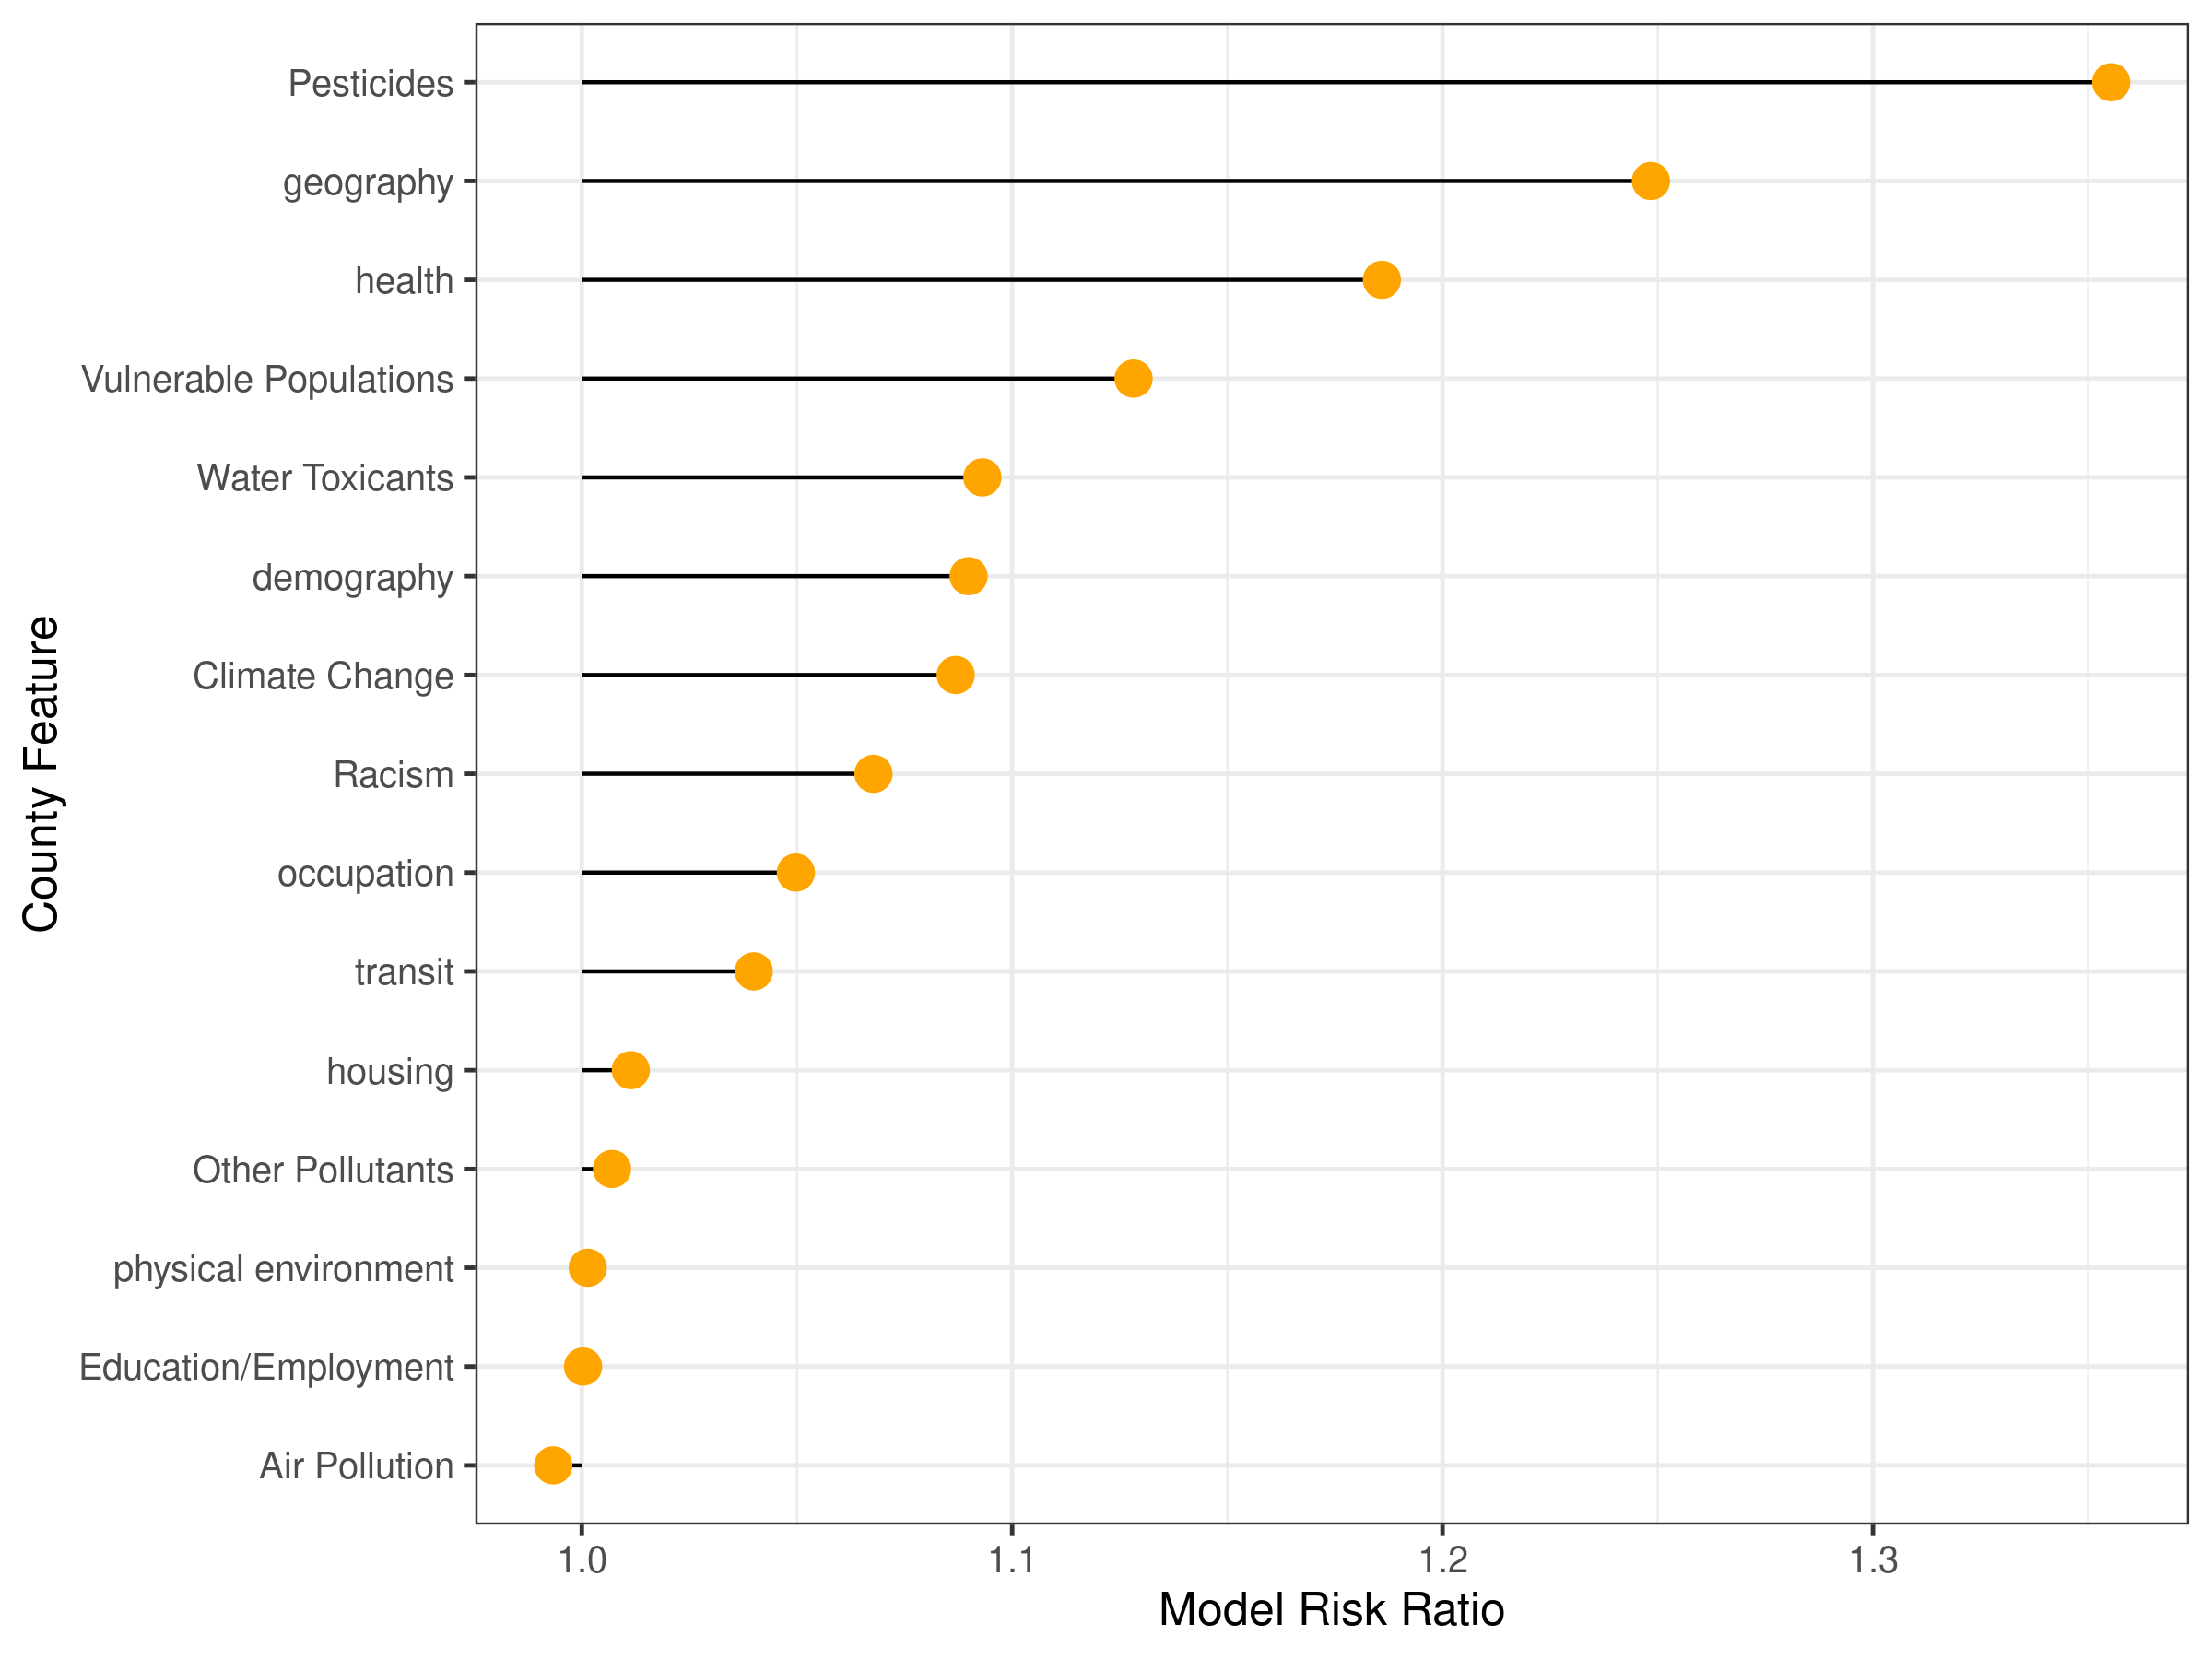 Pesticides
geography
health
Vulnerable Populations
Water Toxicants
demography
Climate Change
Racism
occupation
transit
housing
Other Pollutants
physical environment
Education/Employment
Air Pollution
County Feature
1.0
1.1
1.2
1.3
Model Risk Ratio